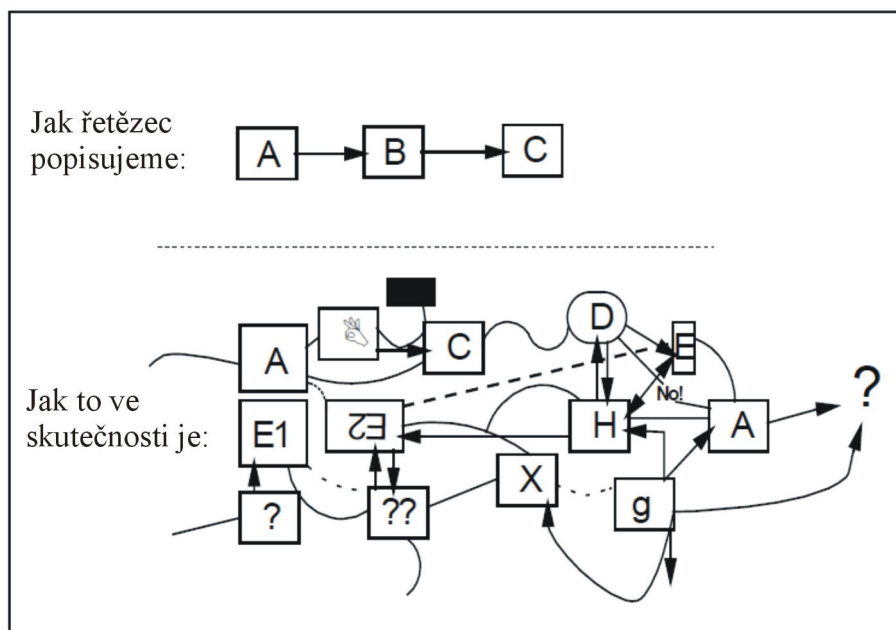 Jak řetězec
popisujeme:
A
B
C
A
C
D
E
No!
Jak to ve
skutečnosti je:
E1
E2
H
A
?
?
??
X
g